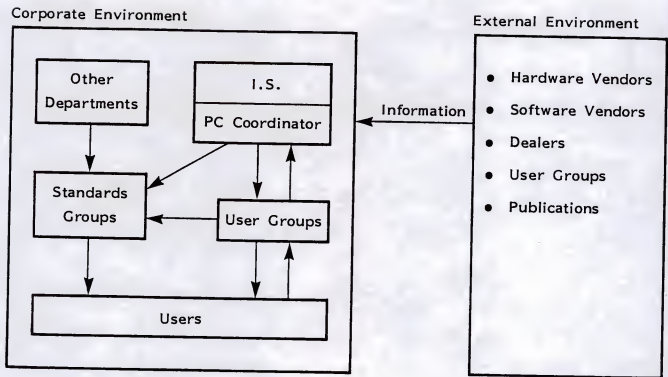 Corporate Environment
Other
Departments
I.S.
PC Coordinator
Standards
Groups
User Groups
Users
Information
External Environment
• Hardware Vendors
• Software Vendors
• Dealers
• User Groups
• Publications